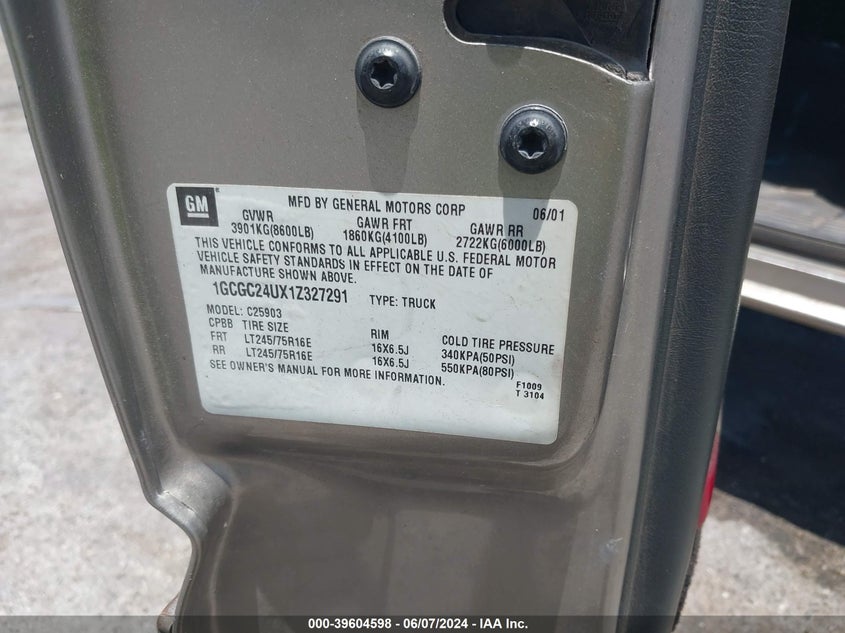 GM
MFD BY GENERAL MOTORS CORP 06/01
GVWR GAWR FRT GAWR RR
3901KG(8600LB) 1860KG(4100LB) 2722KG(6000LB)
THIS VEHICLE CONFORMS TO ALL APPLICABLE U.S. FEDERAL MOTOR
VEHICLE SAFETY STANDARDS IN EFFECT ON THE DATE OF
MANUFACTURE SHOWN ABOVE.
1GCGC24UX1Z327291 TYPE: TRUCK
MODEL: C25903
CPBB TIRE SIZE RIM COLD TIRE PRESSURE
FRT LT245/75R16E 16X6.5J 340KPA(50PSI)
RR LT245/75R16E 16X6.5J 550KPA(80PSI)
SEE OWNER'S MANUAL FOR MORE INFORMATION.
F1009
T 3104
000-39604598 - 06/07/2024 - IAA Inc.